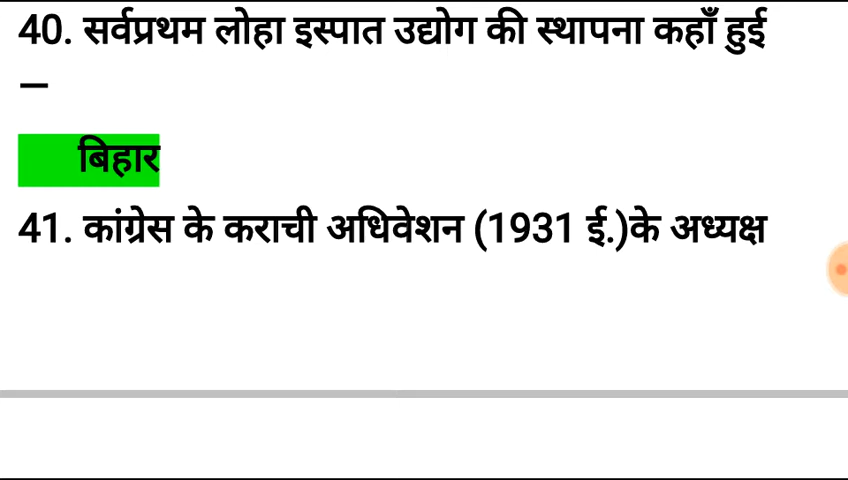 40. सर्वप्रथम लोहा इस्पात उद्योग की स्थापना कहाँ हुई
—
बिहार
41. कांग्रेस के कराची अधिवेशन (1931 ई.)के अध्यक्ष